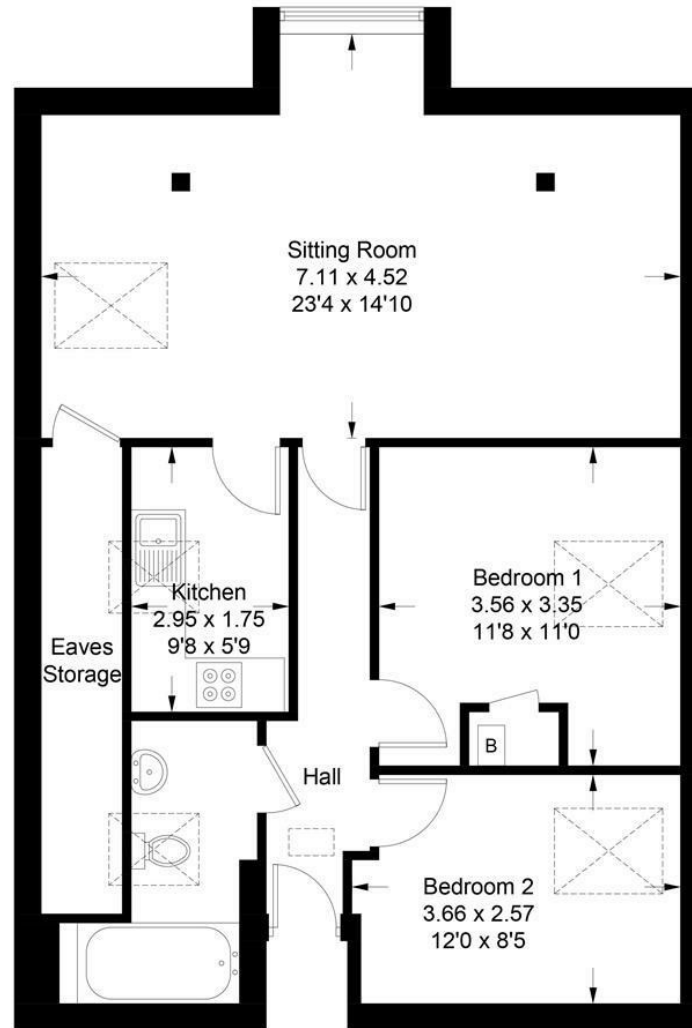 Sitting Room
7.11 x 4.52
23'4 x 14'10
Kitchen
2.95 x 1.75
9'8 x 5'9
Bedroom 1
3.56 x 3.35
11'8 x 11'0
Eaves
Storage
B
Hall
Bedroom 2
3.66 x 2.57
12'0 x 8'5